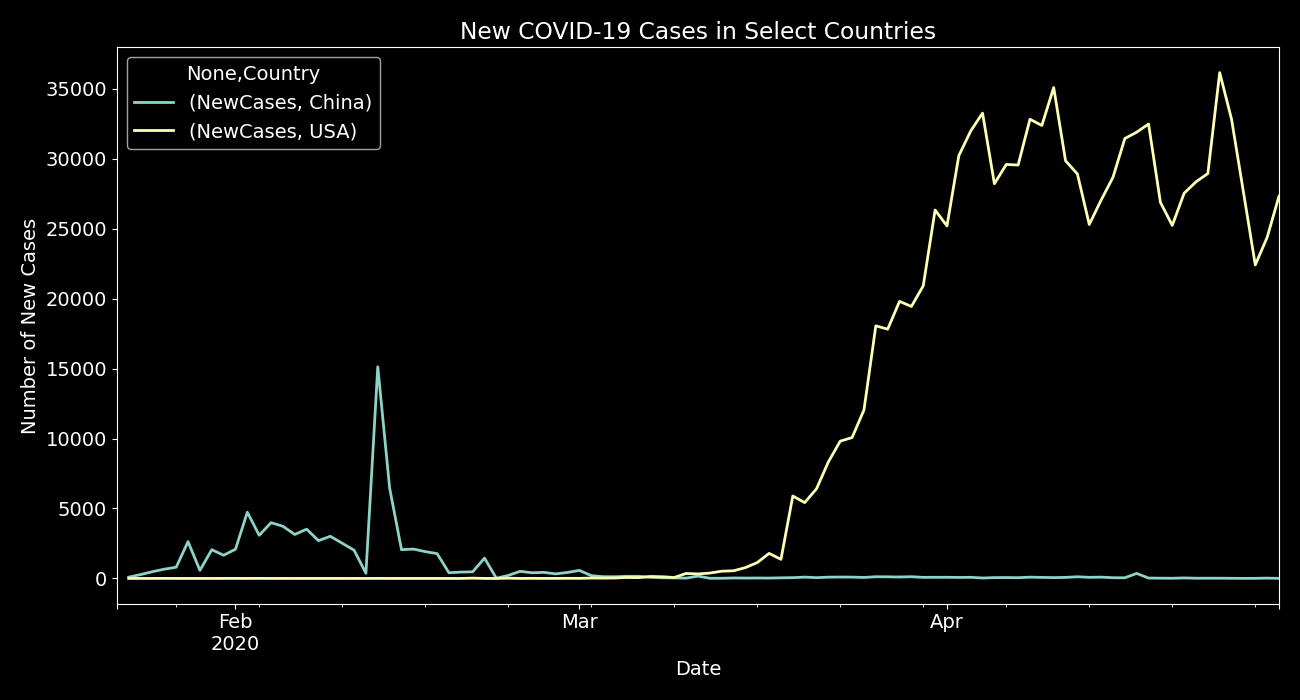 New COVID-19 Cases in Select Countries
None,Country
(NewCases, China)
(NewCases, USA)
Number of New Cases
35000
30000
25000
20000
15000
10000
5000
0
Feb
2020
Mar
Apr
Date